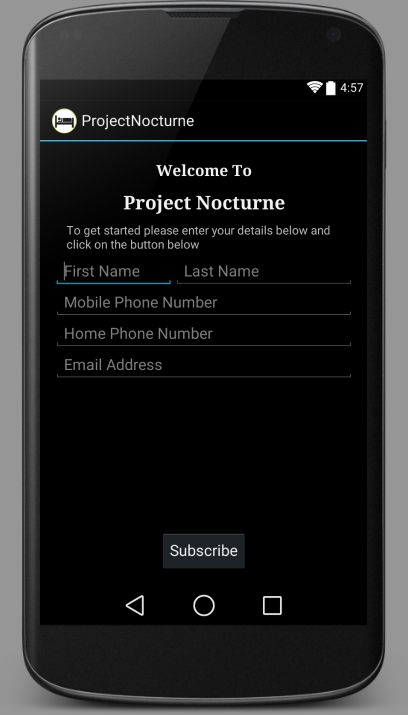 4:57
ProjectNocturne
Welcome To
Project Nocturne
To get started please enter your details below and
click on the button below
First Name Last Name
Mobile Phone Number
Home Phone Number
Email Address
Subscribe